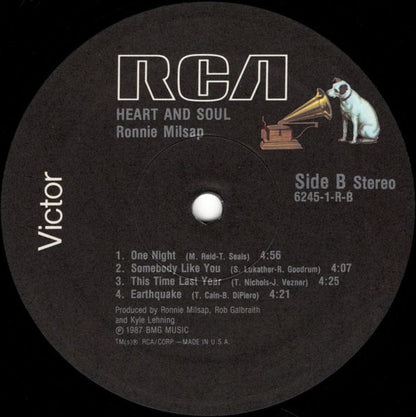 RCA
HEART AND SOUL
Ronnie Milsap
Victor
Side B Stereo
6245-1-R-B
1. One Night (M. Reid-T. Seals) 4:56
2. Somebody Like You (S. Lukather-R. Goodrum) 4:07
3. This Time Last Year (T. Nichols-J. Vezner) 4:25
4. Earthquake (T. Cain-B. DiPiero) 4:21
Produced by Ronnie Milsap, Rob Galbraith
and Kyle Lehning
℗ 1987 BMG MUSIC
TM(s)® RCA/CORP—MADE IN U.S.A.